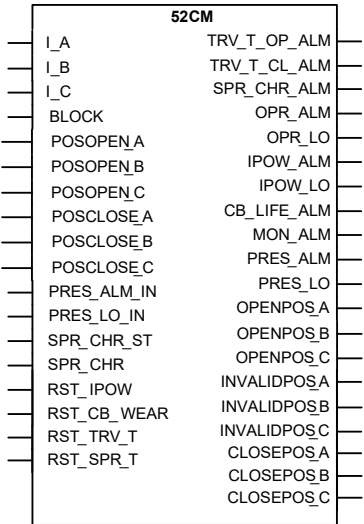 52CM
I_A
I_B
I_C
BLOCK
POSOPEN_A
POSOPEN_B
POSOPEN_C
POSCLOSE_A
POSCLOSE_B
POSCLOSE_C
PRES_ALM_IN
PRES_LO_IN
SPR_CHR_ST
SPR_CHR
RST_IPOW
RST_CB_WEAR
RST_TRV_T
RST_SPR_T
TRV_T_OP_ALM
TRV_T_CL_ALM
SPR_CHR_ALM
OPR_ALM
OPR_LO
IPOW_ALM
IPOW_LO
CB_LIFE_ALM
MON_ALM
PRES_ALM
PRES_LO
OPENPOS_A
OPENPOS_B
OPENPOS_C
INVALIDPOS_A
INVALIDPOS_B
INVALIDPOS_C
CLOSEPOS_A
CLOSEPOS_B
CLOSEPOS_C